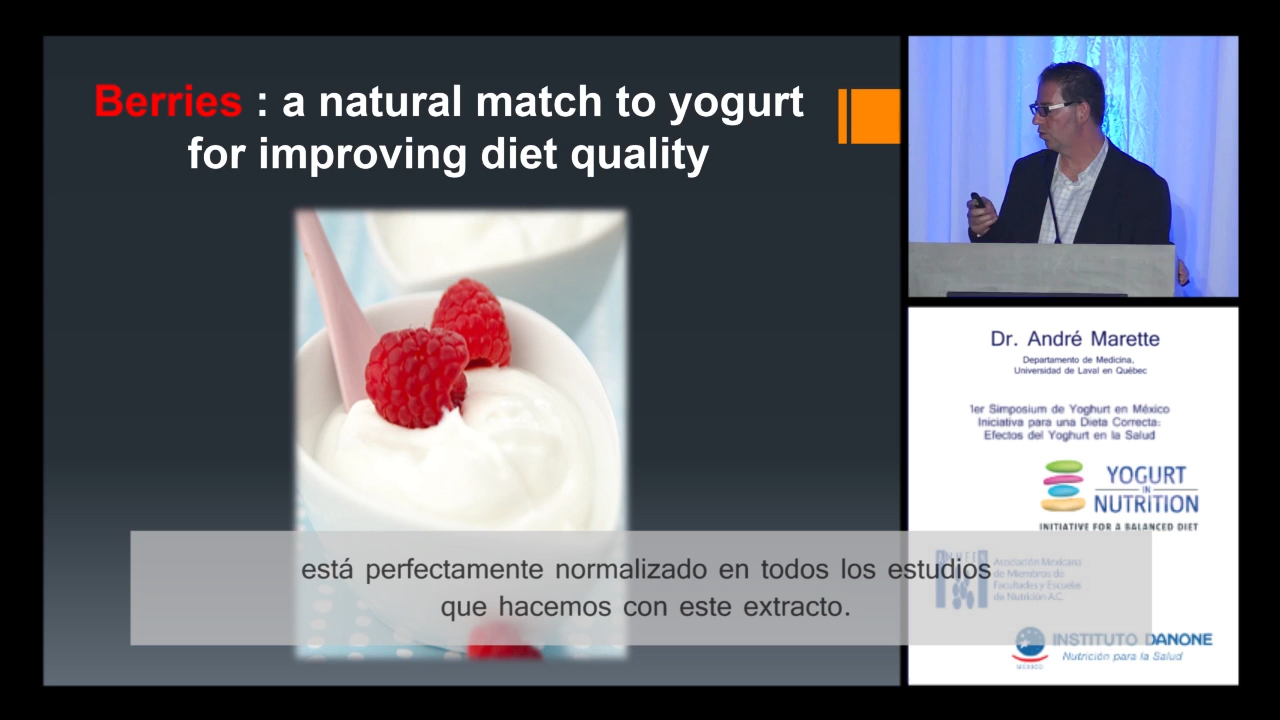 Berries : a natural match to yogurt
for improving diet quality
Dr. André Marette
Departamento de Medicina,
Universidad de Laval en Québec
1er Simposium de Yoghurt en México
Iniciativa para una Dieta Correcta:
Efectos del Yoghurt en la Salud
YOGURT
IN
NUTRITION
INITIATIVE FOR A BALANCED DIET
está perfectamente normalizado en todos los estudios
que hacemos con este extracto.
Asociación Mexicana
de Miembros de
Facultades y Escuelas
de Nutrición A.C.
INSTITUTO DANONE
Nutrición para la Salud